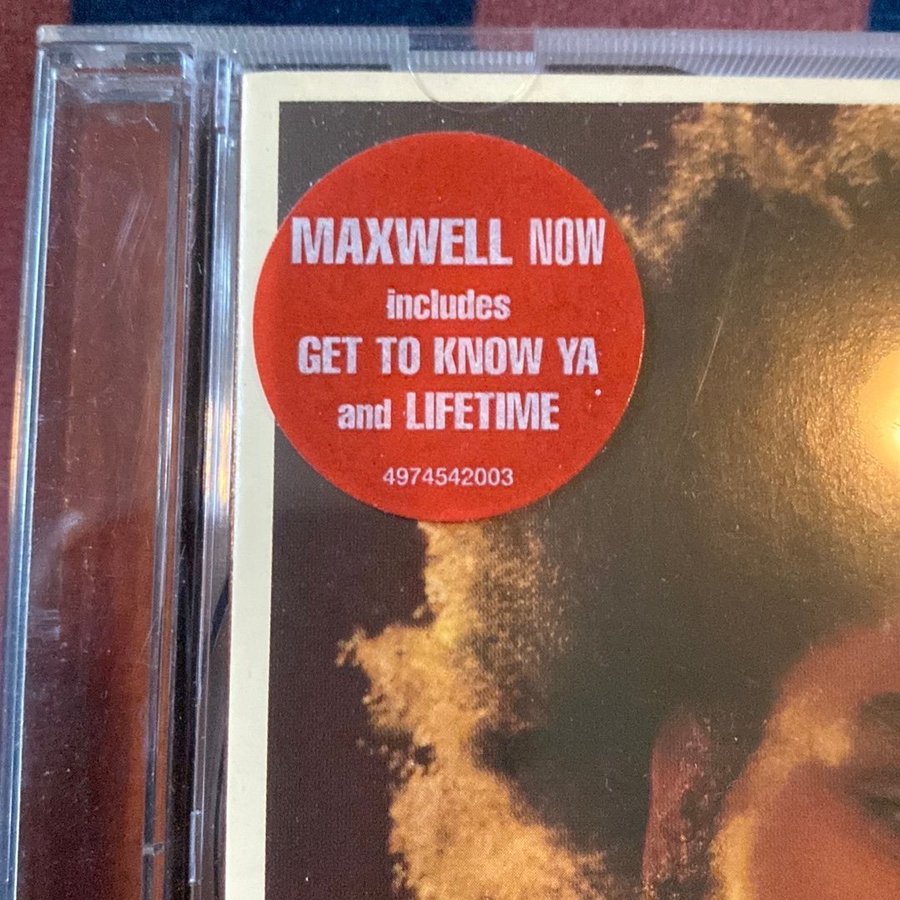 MAXWELL NOW
includes
GET TO KNOW YA
and LIFETIME
4974542003